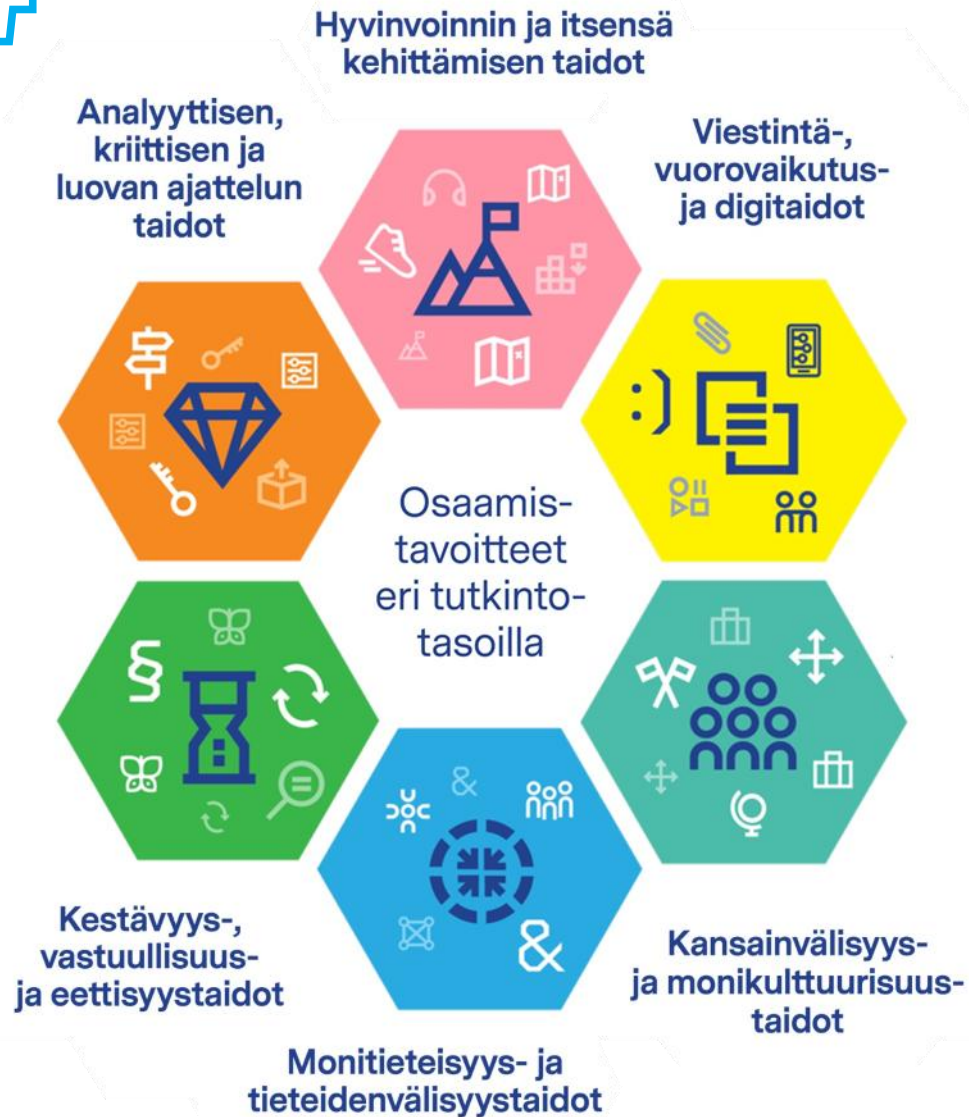 Hyvinvoinnin ja itsensä
kehittämisen taidot
Analyyttisen,
kriittisen ja
luovan ajattelun
taidot
Viestintä-,
vuorovaikutus-
ja digitaidot
:)
Osaamis-
tavoitteet
eri tutkinto-
tasoilla
§
&
&
Kestävyys-,
vastuullisuus-
ja eettisyystaidot
Kansainvälisyys-
ja monikulttuurisuus-
taidot
Monitieteisyys- ja
tieteidenvälisyystaidot